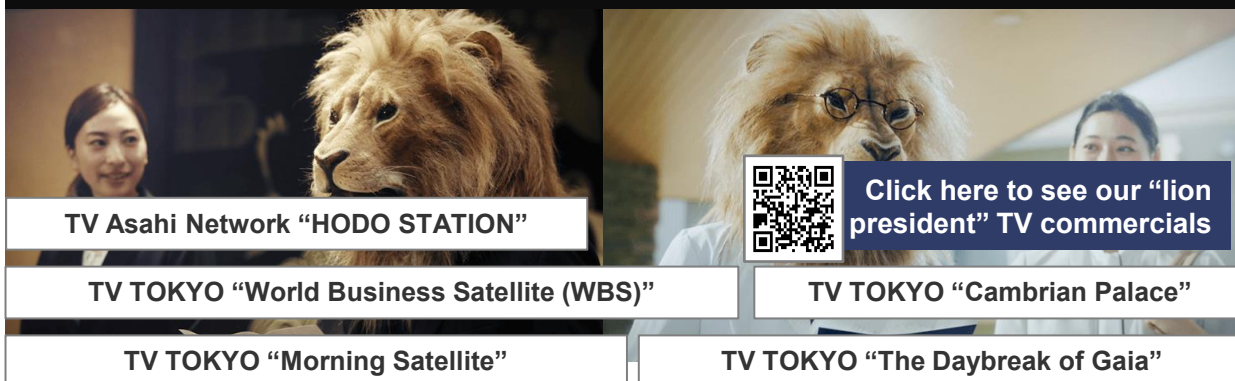 TV Asahi Network “HODO STATION”
Click here to see our “lion
president” TV commercials
TV TOKYO “World Business Satellite (WBS)”
TV TOKYO “Cambrian Palace”
TV TOKYO “Morning Satellite”
TV TOKYO “The Daybreak of Gaia”